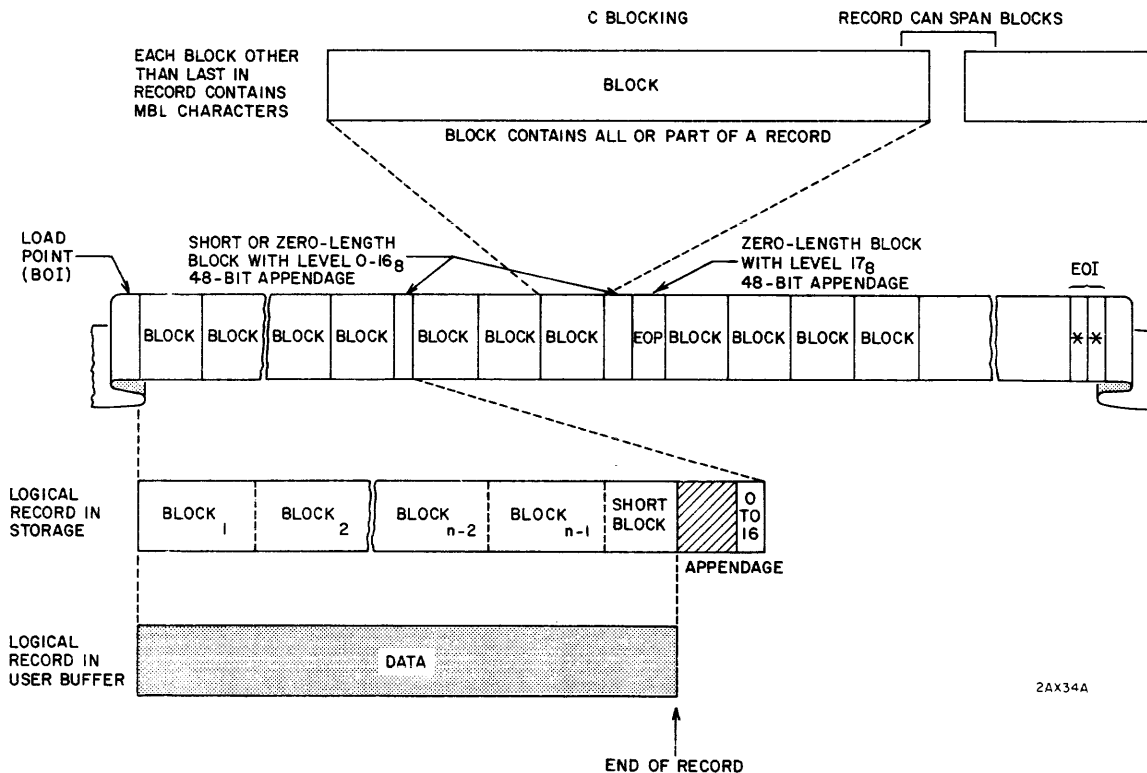 C BLOCKING
RECORD CAN SPAN BLOCKS
EACH BLOCK OTHER
THAN LAST IN
RECORD CONTAINS
MBL CHARACTERS
BLOCK
BLOCK CONTAINS ALL OR PART OF A RECORD
LOAD
POINT
(BOI)
SHORT OR ZERO-LENGTH
BLOCK WITH LEVEL 0-16₈
48-BIT APPENDAGE
ZERO-LENGTH BLOCK
WITH LEVEL 17₈
48-BIT APPENDAGE
EOI
BLOCK BLOCK BLOCK BLOCK BLOCK BLOCK BLOCK EOP BLOCK BLOCK BLOCK BLOCK * *
LOGICAL
RECORD IN
STORAGE
BLOCK 1
BLOCK 2
BLOCK n-2
BLOCK n-1
SHORT
BLOCK
0
TO
16
APPENDAGE
LOGICAL
RECORD IN
USER BUFFER
DATA
2AX34A
END OF RECORD